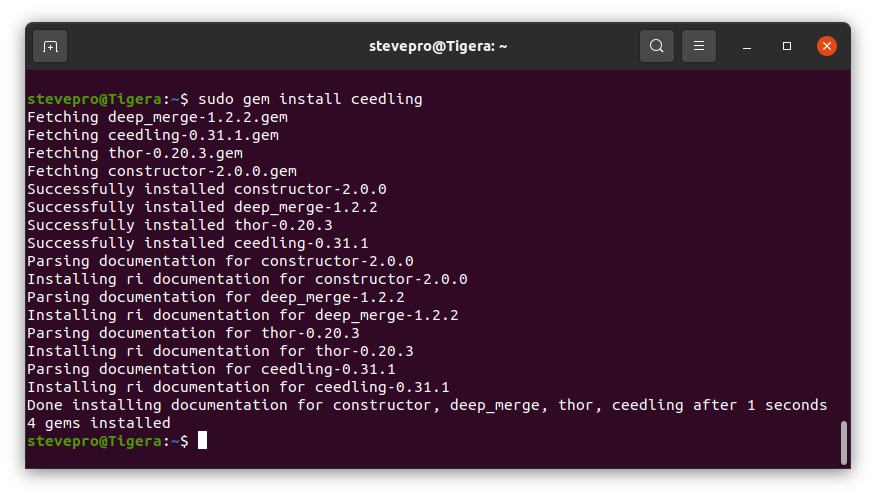 stevepro@Tigera: ~
stevepro@Tigera:~$ sudo gem install ceedling
Fetching deep_merge-1.2.2.gem
Fetching ceedling-0.31.1.gem
Fetching thor-0.20.3.gem
Fetching constructor-2.0.0.gem
Successfully installed constructor-2.0.0
Successfully installed deep_merge-1.2.2
Successfully installed thor-0.20.3
Successfully installed ceedling-0.31.1
Parsing documentation for constructor-2.0.0
Installing ri documentation for constructor-2.0.0
Parsing documentation for deep_merge-1.2.2
Installing ri documentation for deep_merge-1.2.2
Parsing documentation for thor-0.20.3
Installing ri documentation for thor-0.20.3
Parsing documentation for ceedling-0.31.1
Installing ri documentation for ceedling-0.31.1
Done installing documentation for constructor, deep_merge, thor, ceedling after 1 seconds
4 gems installed
stevepro@Tigera:~$